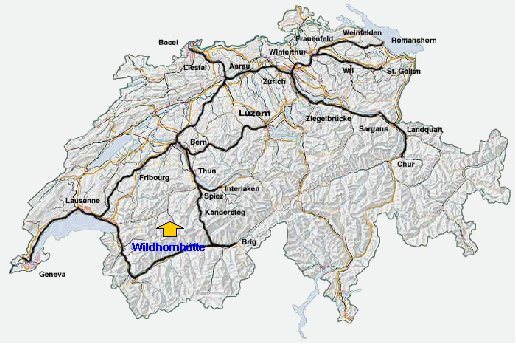 Weinfelden
Frauenfeld
Romanshorn
Basel
Winterthur
Liestal
Aarau
Wil
St. Gallen
Zürich
Luzern
Ziegelbrücke
Sargans
Landquart
Bern
Chur
Thun
Fribourg
Interlaken
Spiez
Lausanne
Kandersteg
Wildhornhütte
Brig
Geneva